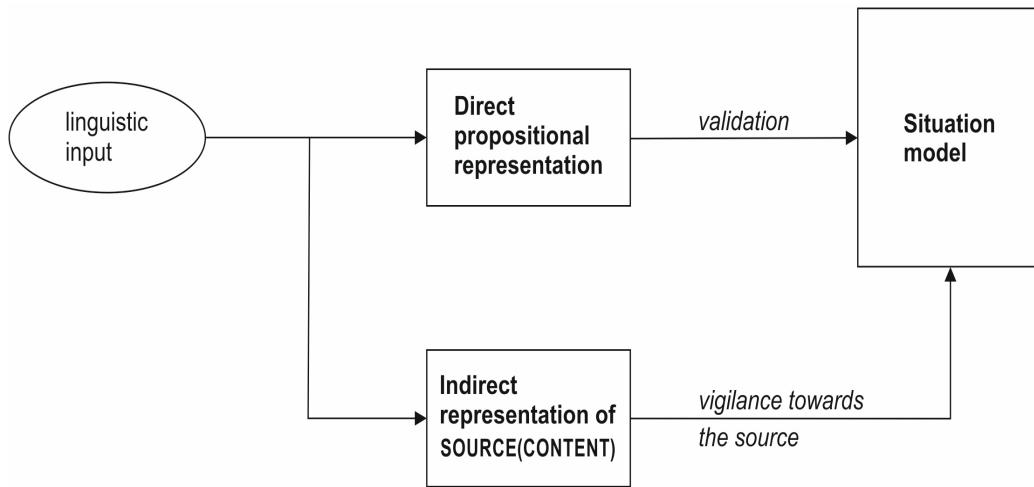 linguistic
input
Direct
propositional
representation
validation
Situation
model
Indirect
representation of
SOURCE(CONTENT)
vigilance towards
the source